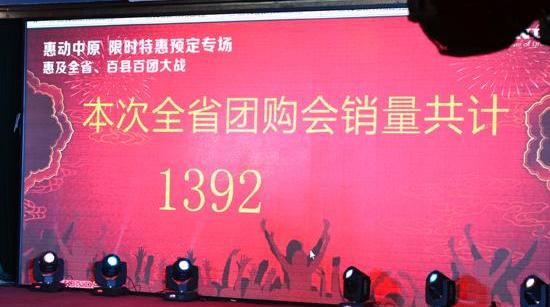 惠动中原 限时特惠预定专场
惠及全省、百县百团大战
本次全省团购会销量共计
1392